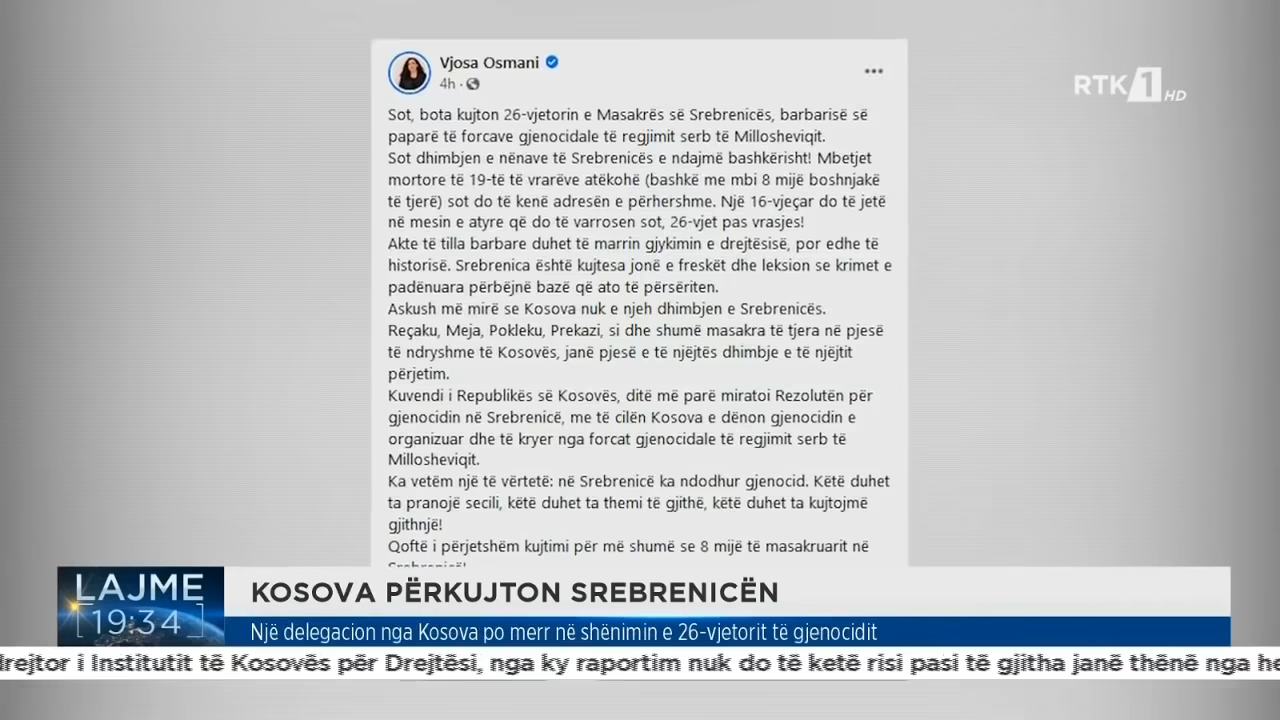 Vjosa Osmani
4h
RTK 1 HD
Sot, bota kujton 26-vjetorin e Masakrës së Srebrenicës, barbarisë së
paparë të forcave gjenocidale të regjimit serb të Millosheviqit.
Sot dhimbjen e nënave të Srebrenicës e ndajmë bashkërisht! Mbetjet
mortore të 19-të të vrarëve atëkohë (bashkë me mbi 8 mijë boshnjakë
të tjerë) sot do të kenë adresën e përhershme. Një 16-vjeçar do të jetë
në mesin e atyre që do të varrosen sot, 26-vjet pas vrasjes!
Akte të tilla barbare duhet të marrin gjykimin e drejtësisë, por edhe të
historisë. Srebrenica është kujtesa jonë e freskët dhe leksion se krimet e
padënuara përbëjnë bazë që ato të përsëriten.
Askush më mirë se Kosova nuk e njeh dhimbjen e Srebrenicës.
Reçaku, Meja, Pokleku, Prekazi, si dhe shumë masakra të tjera në pjesë
të ndryshme të Kosovës, janë pjesë e të njëjtës dhimbje e të njëjtit
përjetim.
Kuvendi i Republikës së Kosovës, ditë më parë miratoi Rezolutën për
gjenocidin në Srebrenicë, me të cilën Kosova e dënon gjenocidin e
organizuar dhe të kryer nga forcat gjenocidale të regjimit serb të
Millosheviqit.
Ka vetëm një të vërtetë: në Srebrenicë ka ndodhur gjenocid. Këtë duhet
ta pranojë secili, këtë duhet ta themi të gjithë, këtë duhet ta kujtojmë
gjithnjë!
Qoftë i përjetshëm kujtimi për më shumë se 8 mijë të masakruarit në
LAJME
19:34
KOSOVA PËRKUJTON SREBRENICËN
Një delegacion nga Kosova po merr në shënimin e 26-vjetorit të gjenocidit
drejtor i Institutit të Kosovës për Drejtësi, nga ky raportim nuk do të ketë risi pasi të gjitha janë thënë nga he